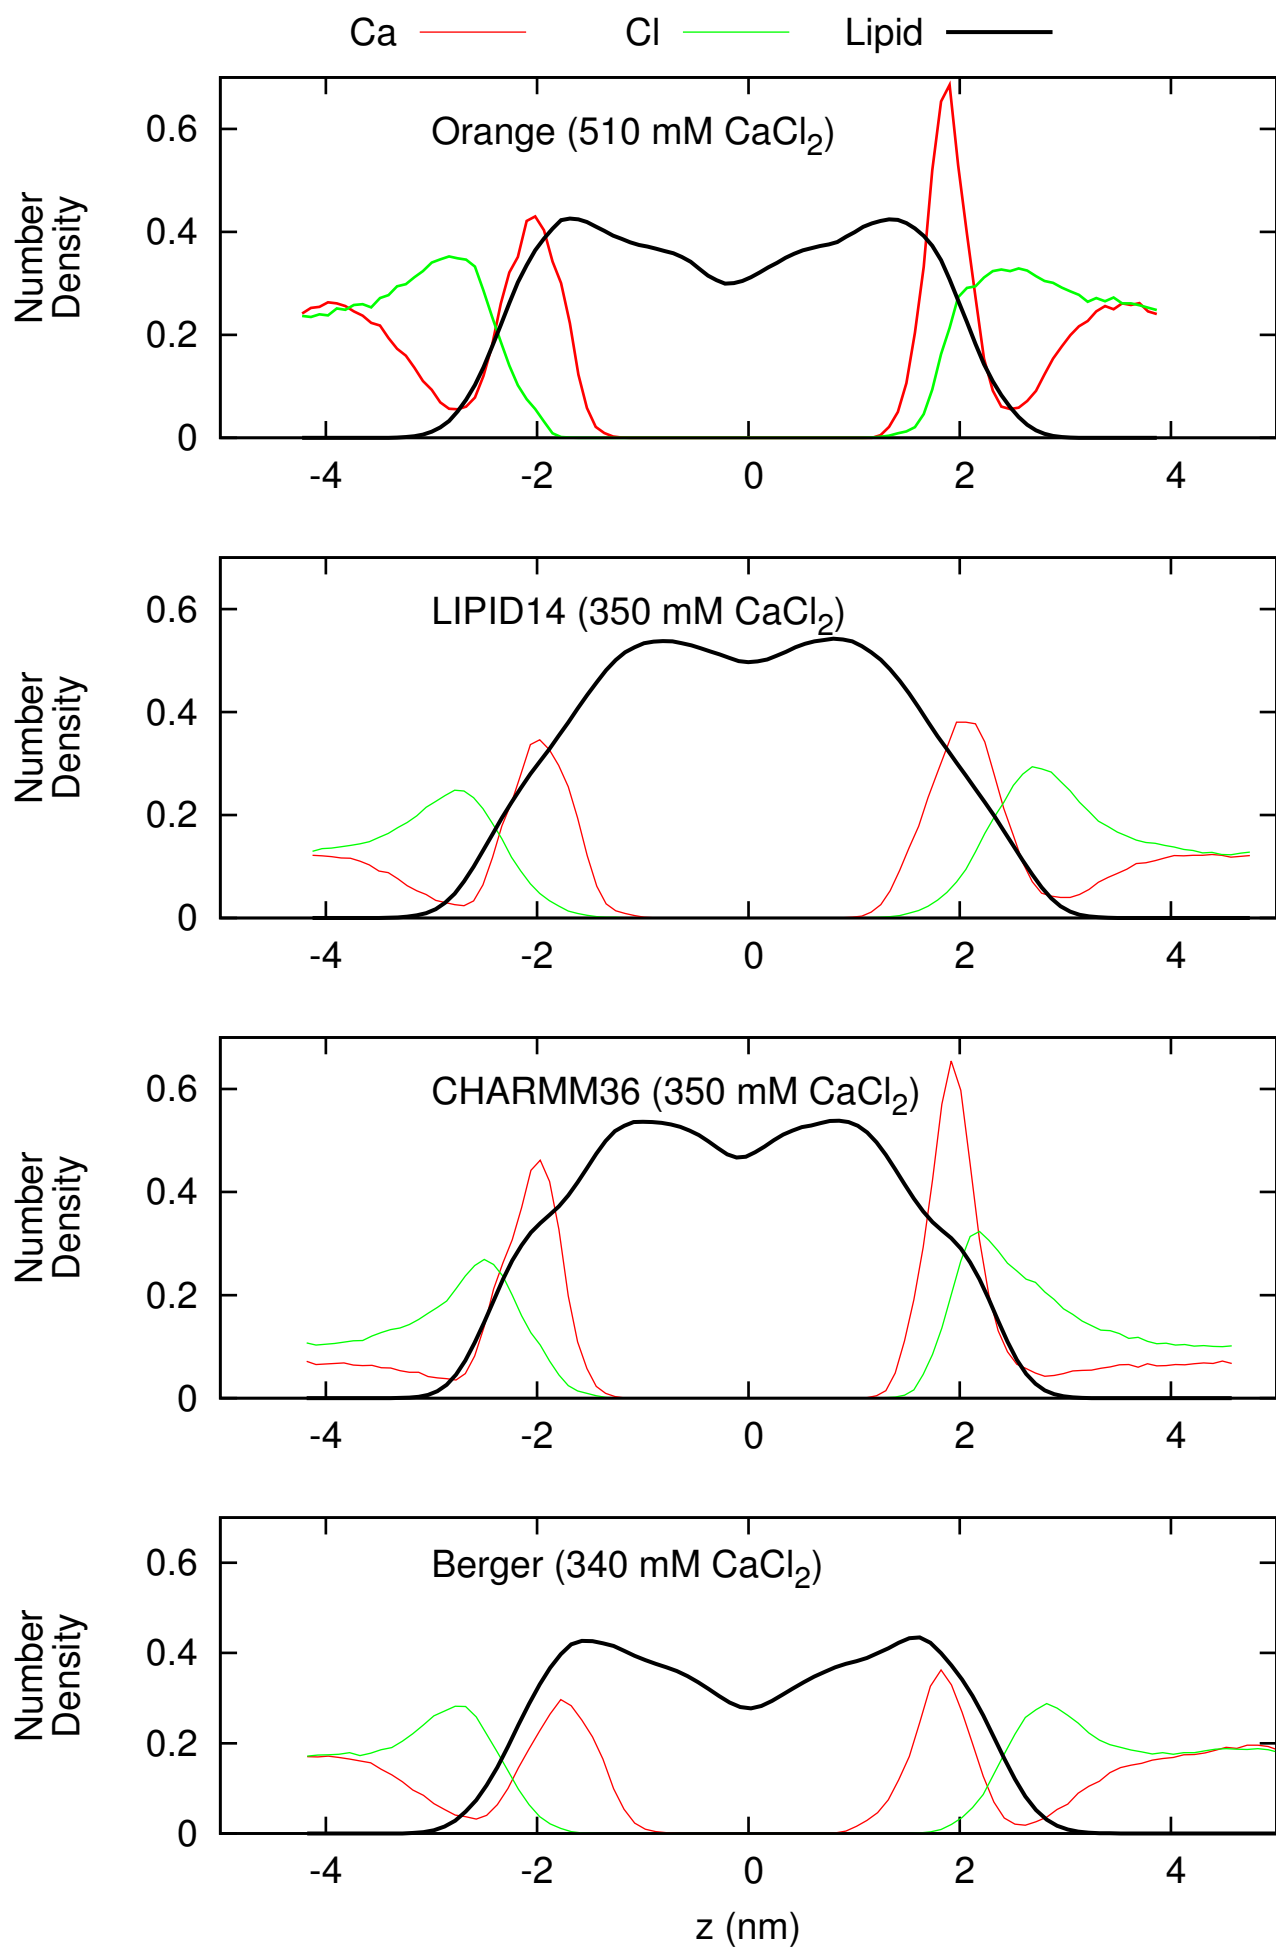 Ca Cl Lipid
Number
Density
Orange (510 mM CaCl₂)
0.6
0.4
0.2
0
-4 -2 0 2 4
Number
Density
LIPID14 (350 mM CaCl₂)
0.6
0.4
0.2
0
-4 -2 0 2 4
Number
Density
CHARMM36 (350 mM CaCl₂)
0.6
0.4
0.2
0
-4 -2 0 2 4
Number
Density
Berger (340 mM CaCl₂)
0.6
0.4
0.2
0
-4 -2 0 2 4
z (nm)